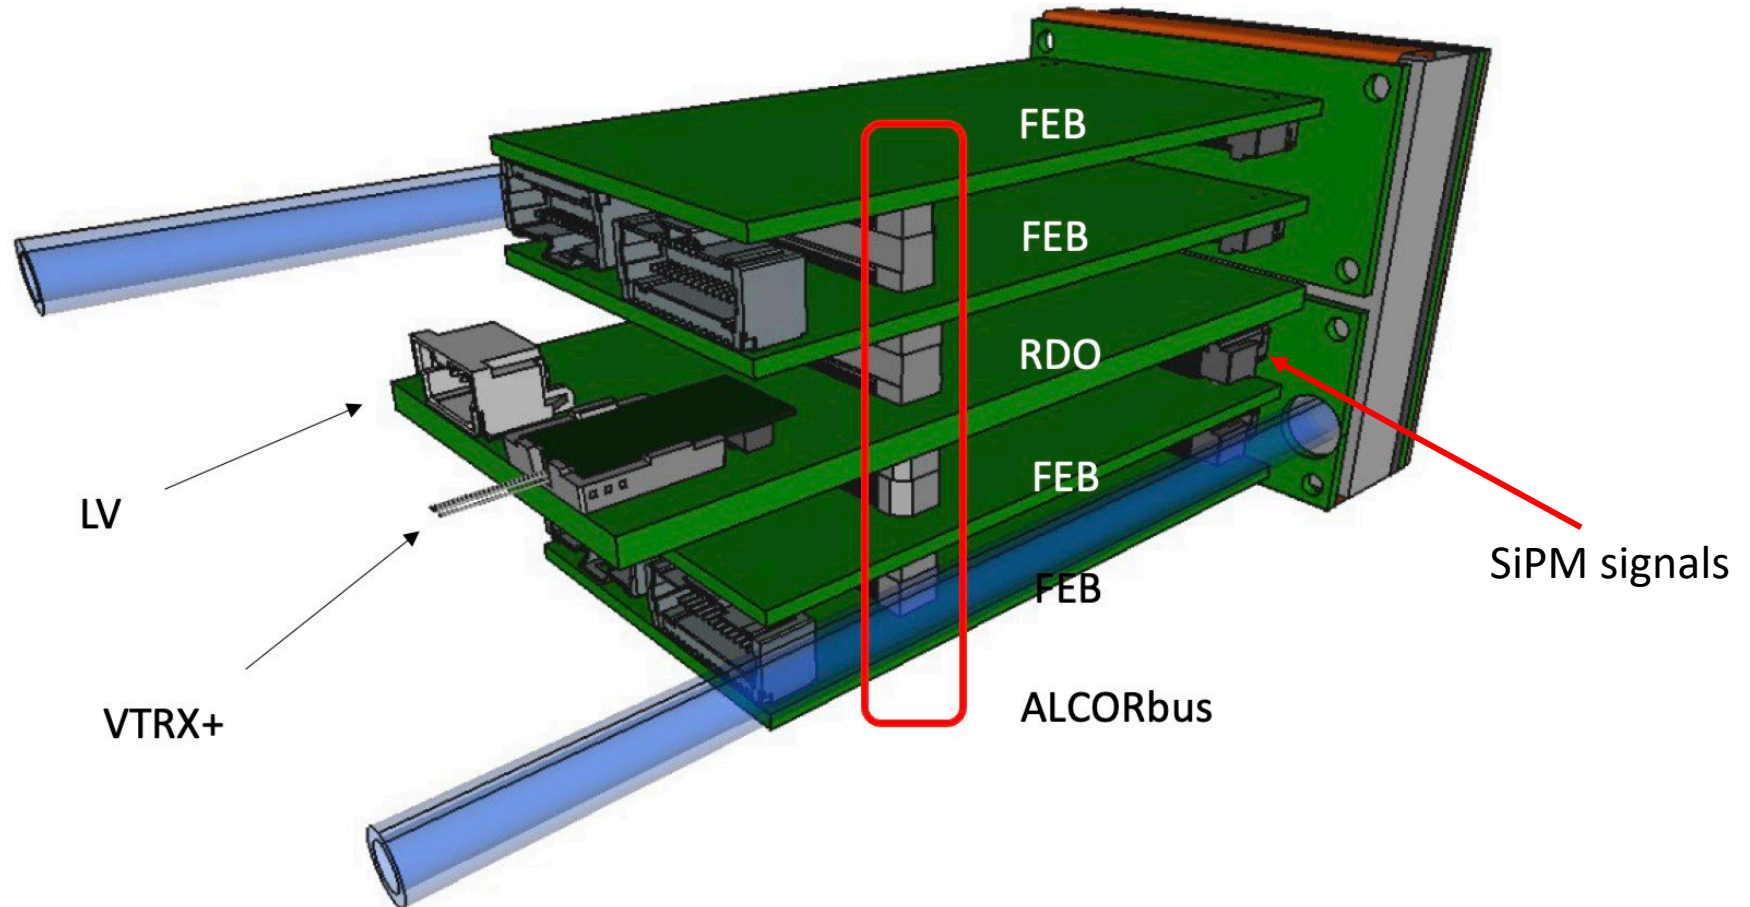 FEB
FEB
RDO
FEB
LV
SiPM signals
FEB
ALCORbus
VTRX+